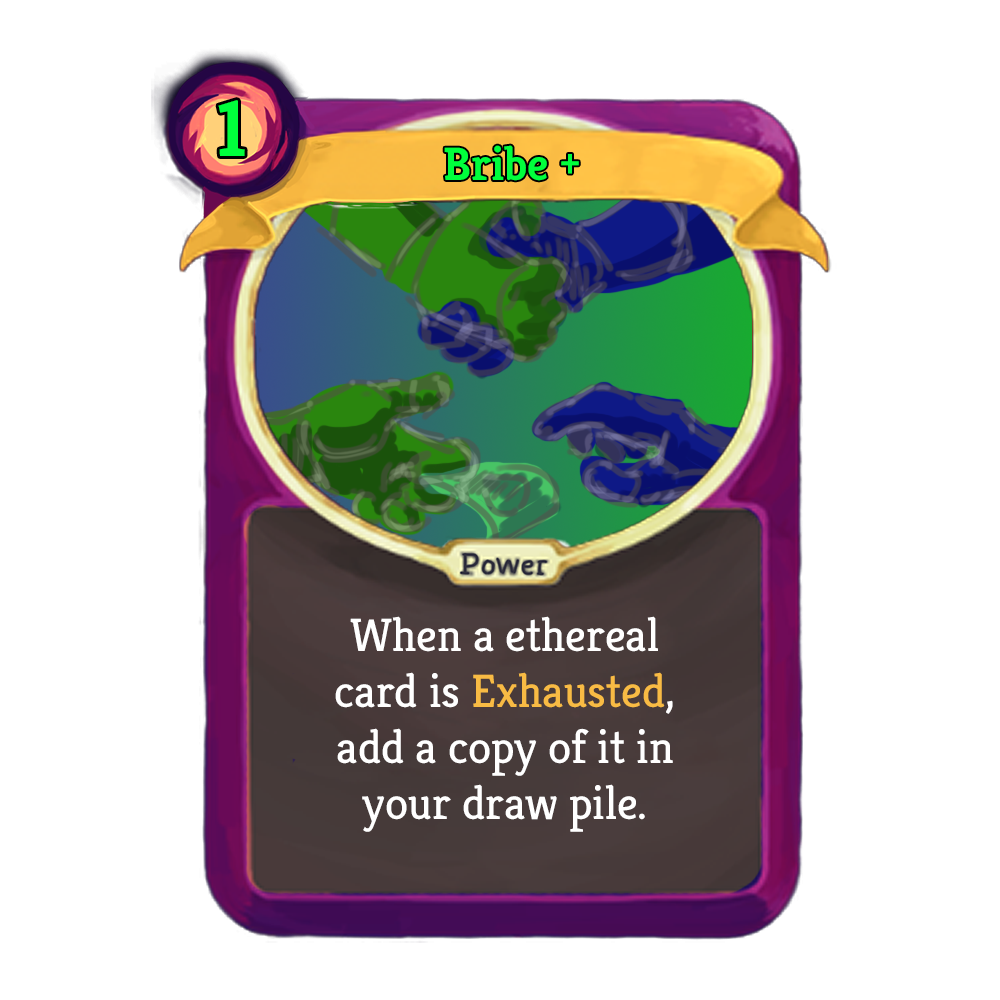 1
Bribe +
Power
When a ethereal
card is Exhausted,
add a copy of it in
your draw pile.